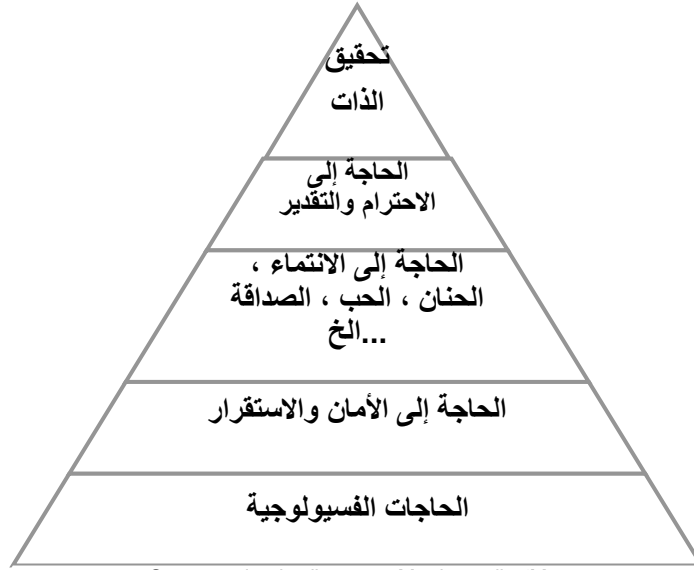 تحقيق
الذات
الحاجة إلى
الاحترام والتقدير
الحاجة إلى الانتماء ،
الحنان ، الحب ، الصداقة
...الخ
الحاجة إلى الأمان والاستقرار
الحاجات الفسيولوجية